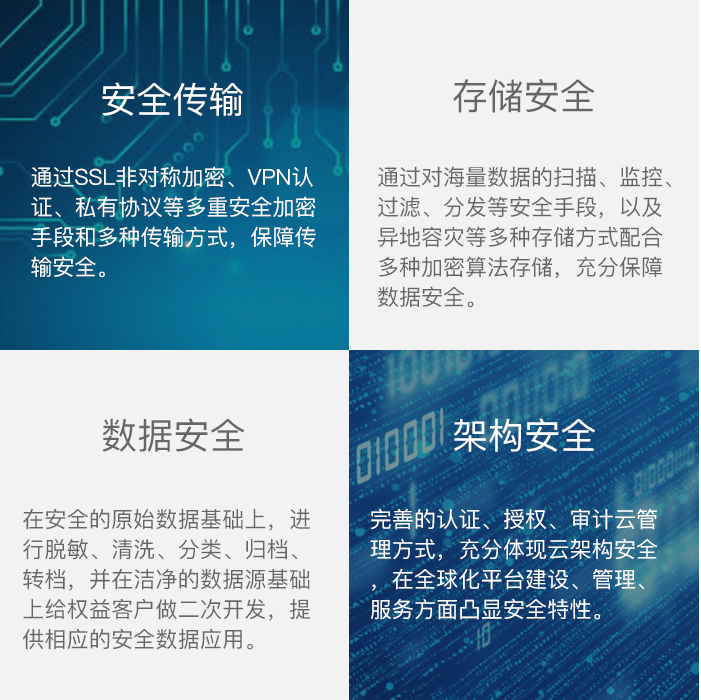 安全传输
通过SSL非对称加密、VPN认
证、私有协议等多重安全加密
手段和多种传输方式，保障传
输安全。
存储安全
通过对海量数据的扫描、监控、
过滤、分发等安全手段，以及
异地容灾等多种存储方式配合
多种加密算法存储，充分保障
数据安全。
数据安全
在安全的原始数据基础上，进
行脱敏、清洗、分类、归档、
转档，并在洁净的数据源基础
上给权益客户做二次开发，提
供相应的安全数据应用。
010001
架构安全
完善的认证、授权、审计云管
理方式，充分体现云架构安全
，在全球化平台建设、管理、
服务方面凸显安全特性。